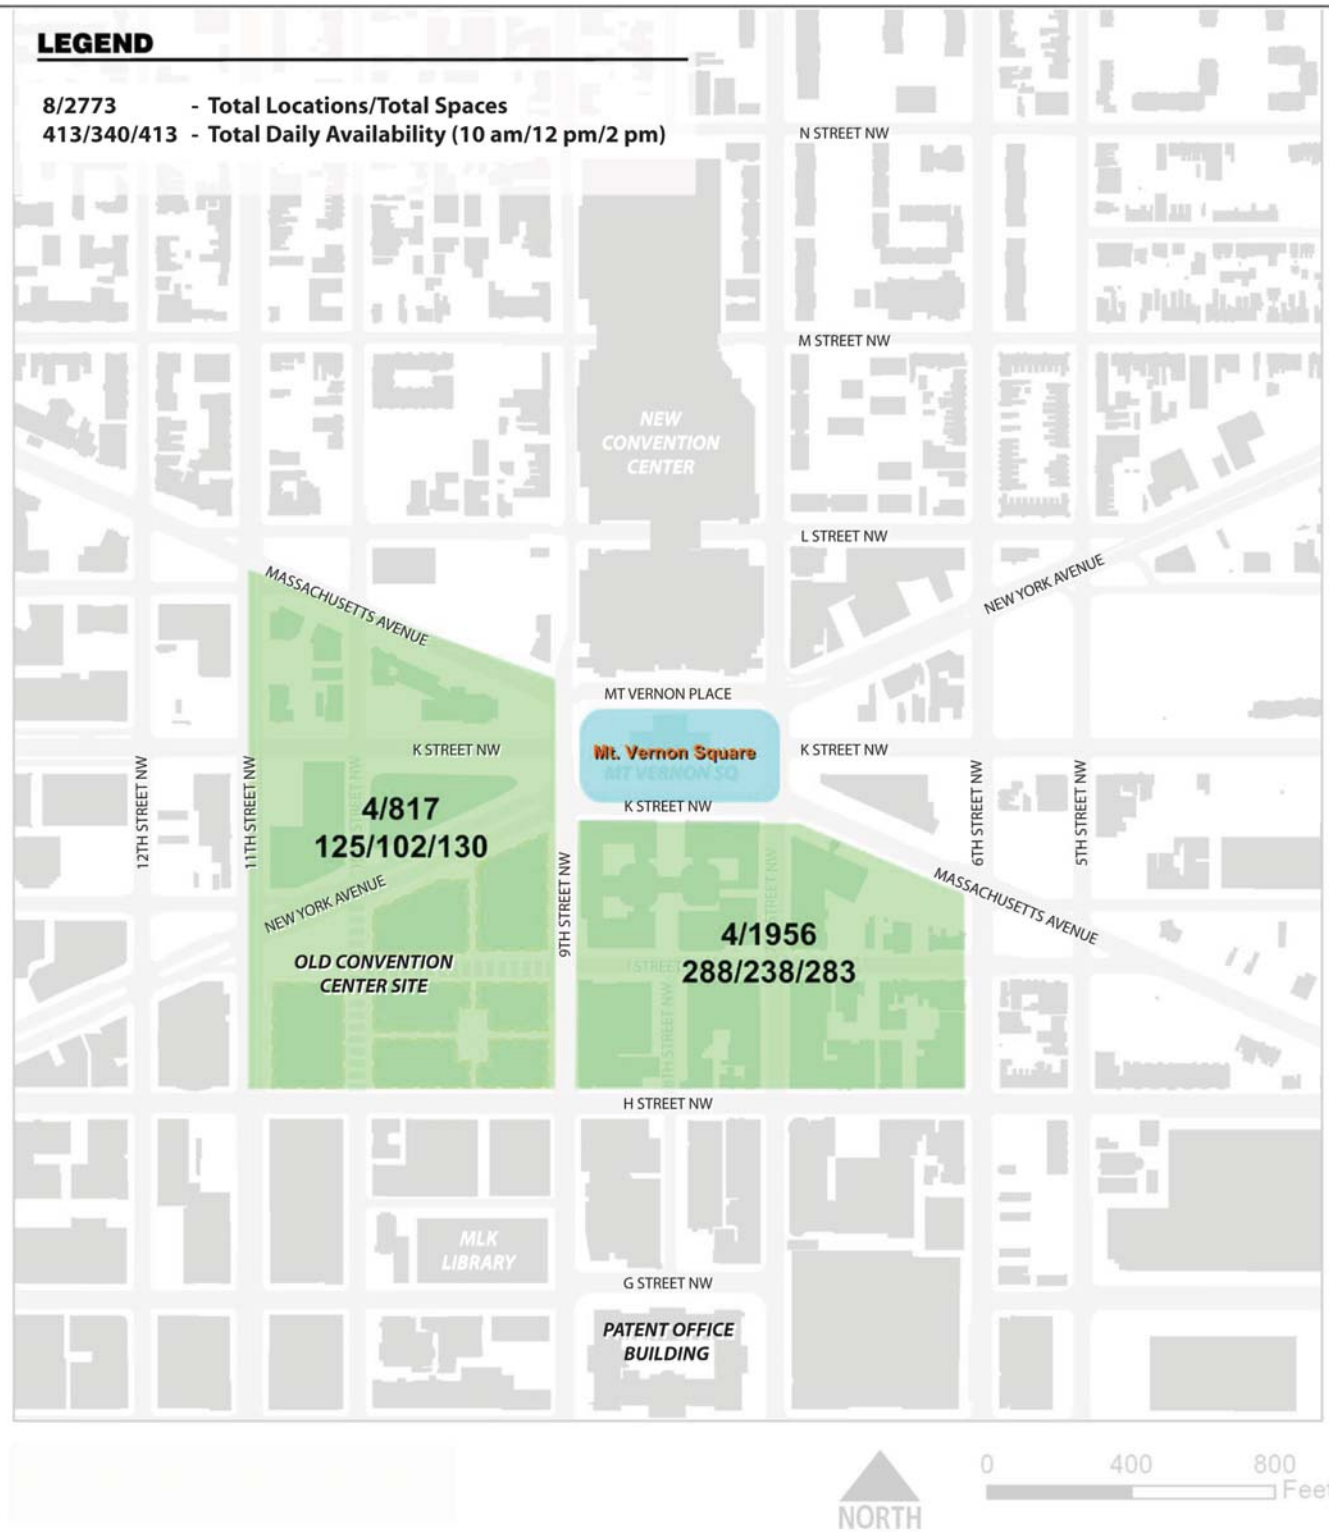 LEGEND
8/2773 - Total Locations/Total Spaces
413/340/413 - Total Daily Availability (10 am/12 pm/2 pm)
N STREET NW
M STREET NW
NEW
CONVENTION
CENTER
L STREET NW
NEW YORK AVENUE
MASSACHUSETTS AVENUE
MT VERNON PLACE
K STREET NW
Mt. Vernon Square
MT VERNON SQ
K STREET NW
K STREET NW
12TH STREET NW
11TH STREET NW
4/817
125/102/130
6TH STREET NW
5TH STREET NW
NEW YORK AVENUE
9TH STREET NW
MASSACHUSETTS AVENUE
4/1956
288/238/283
OLD CONVENTION
CENTER SITE
I STREET
H STREET NW
MLK
LIBRARY
G STREET NW
PATENT OFFICE
BUILDING
NORTH
0 400 800
Feet